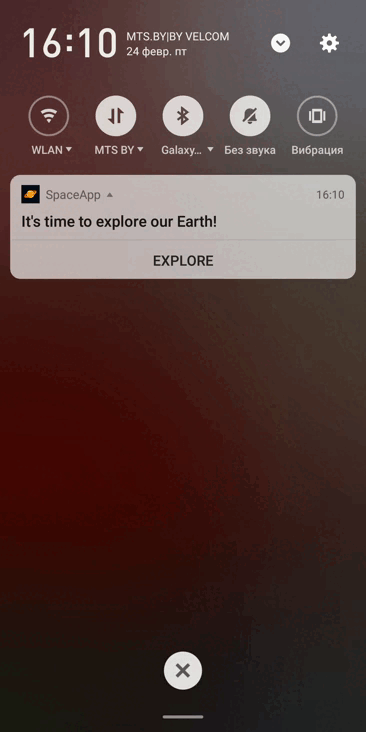 16:10
MTS.BY|BY VELCOM
24 февр. пт
WLAN
MTS BY
Galaxy...
Без звука
Вибрация
SpaceApp
16:10
It's time to explore our Earth!
EXPLORE